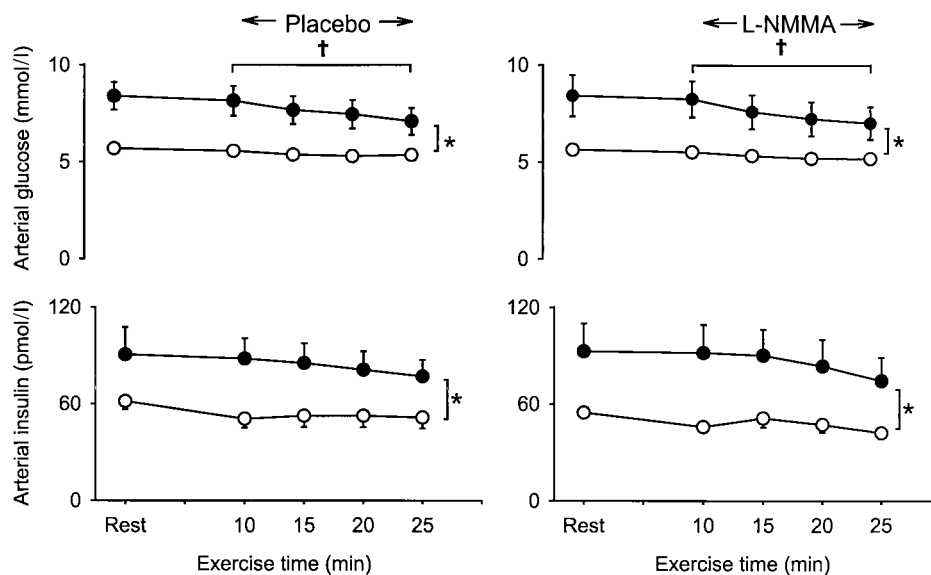 Placebo
†
L-NMMA
†
Arterial glucose (mmol/l)
10
5
0
*
10
5
0
*
Arterial insulin (pmol/l)
120
60
0
*
120
60
0
*
Rest 10 15 20 25
Exercise time (min)
Rest 10 15 20 25
Exercise time (min)